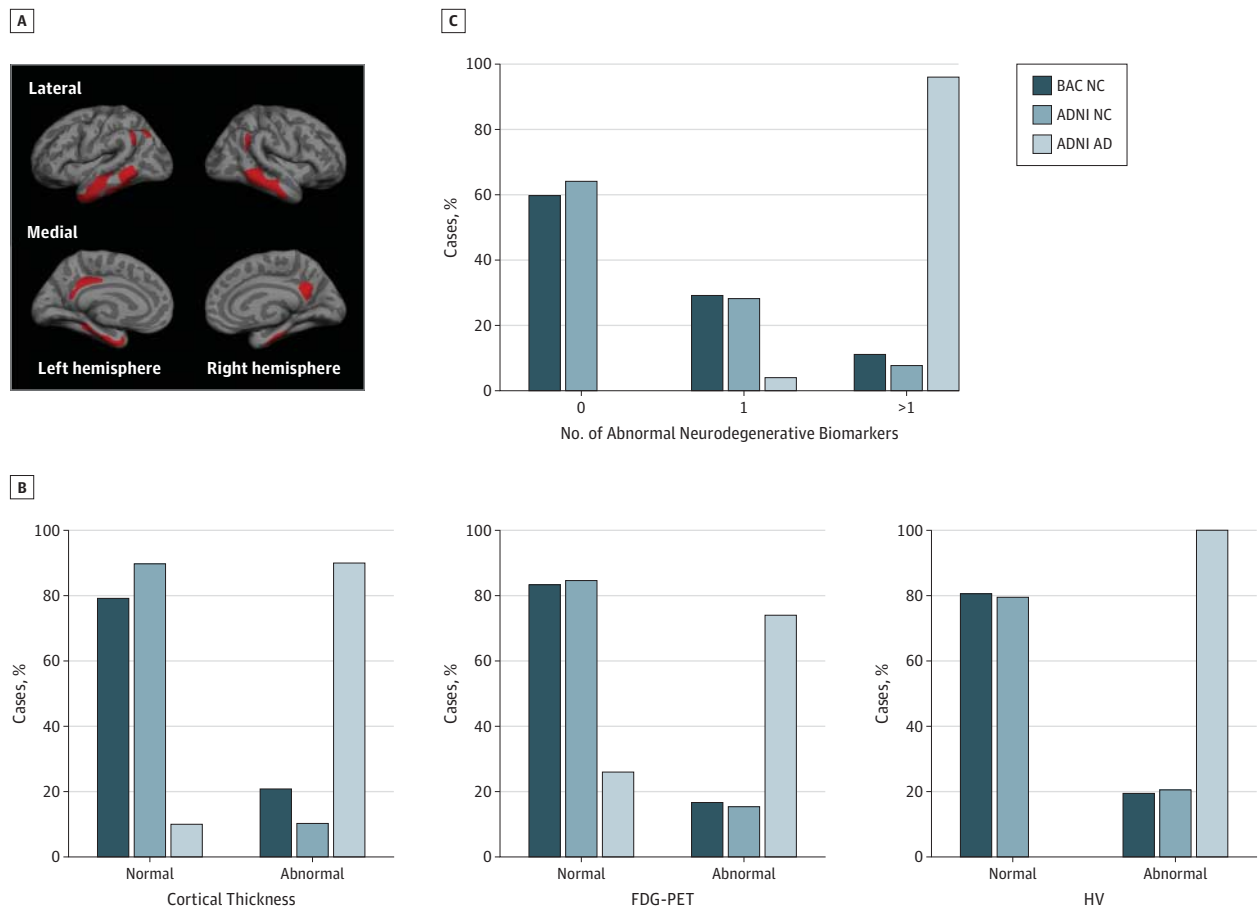 A
Lateral
Medial
Left hemisphere Right hemisphere
C
100
80
60
40
20
0
Cases, %
0 1 >1
No. of Abnormal Neurodegenerative Biomarkers
BAC NC
ADNI NC
ADNI AD
B
100
80
60
40
20
0
Cases, %
Normal Abnormal
Cortical Thickness
100
80
60
40
20
0
Cases, %
Normal Abnormal
FDG-PET
100
80
60
40
20
0
Cases, %
Normal Abnormal
HV